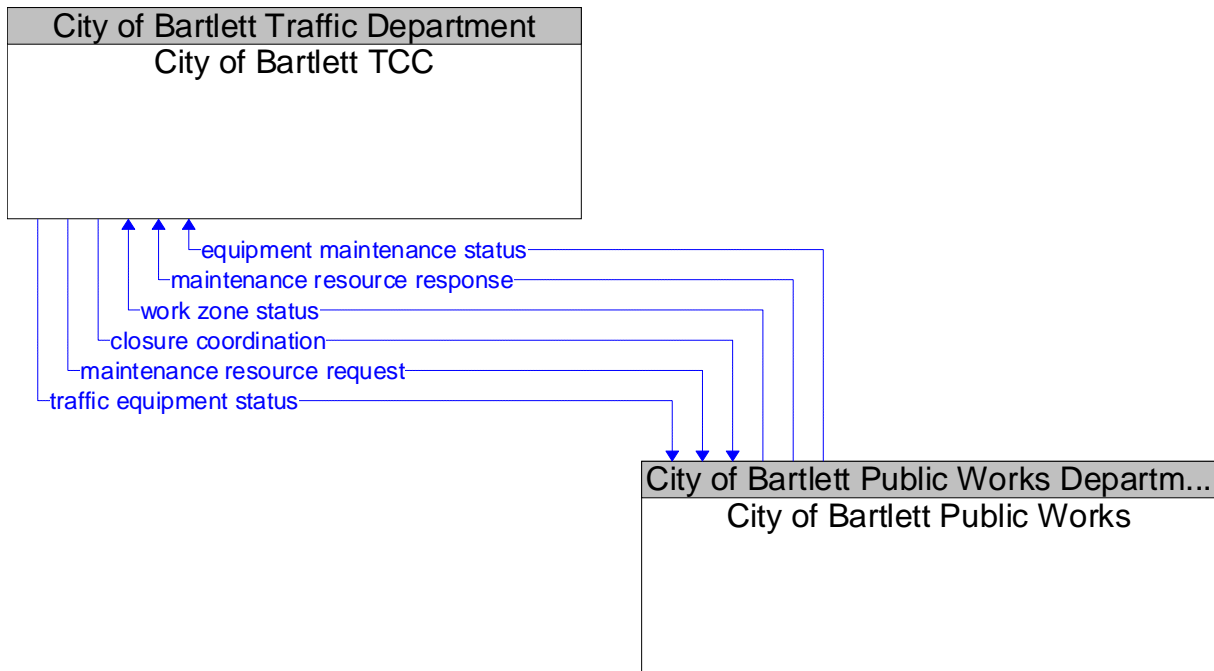 City of Bartlett Traffic Department
City of Bartlett TCC
equipment maintenance status
maintenance resource response
work zone status
closure coordination
maintenance resource request
traffic equipment status
City of Bartlett Public Works Departm...
City of Bartlett Public Works